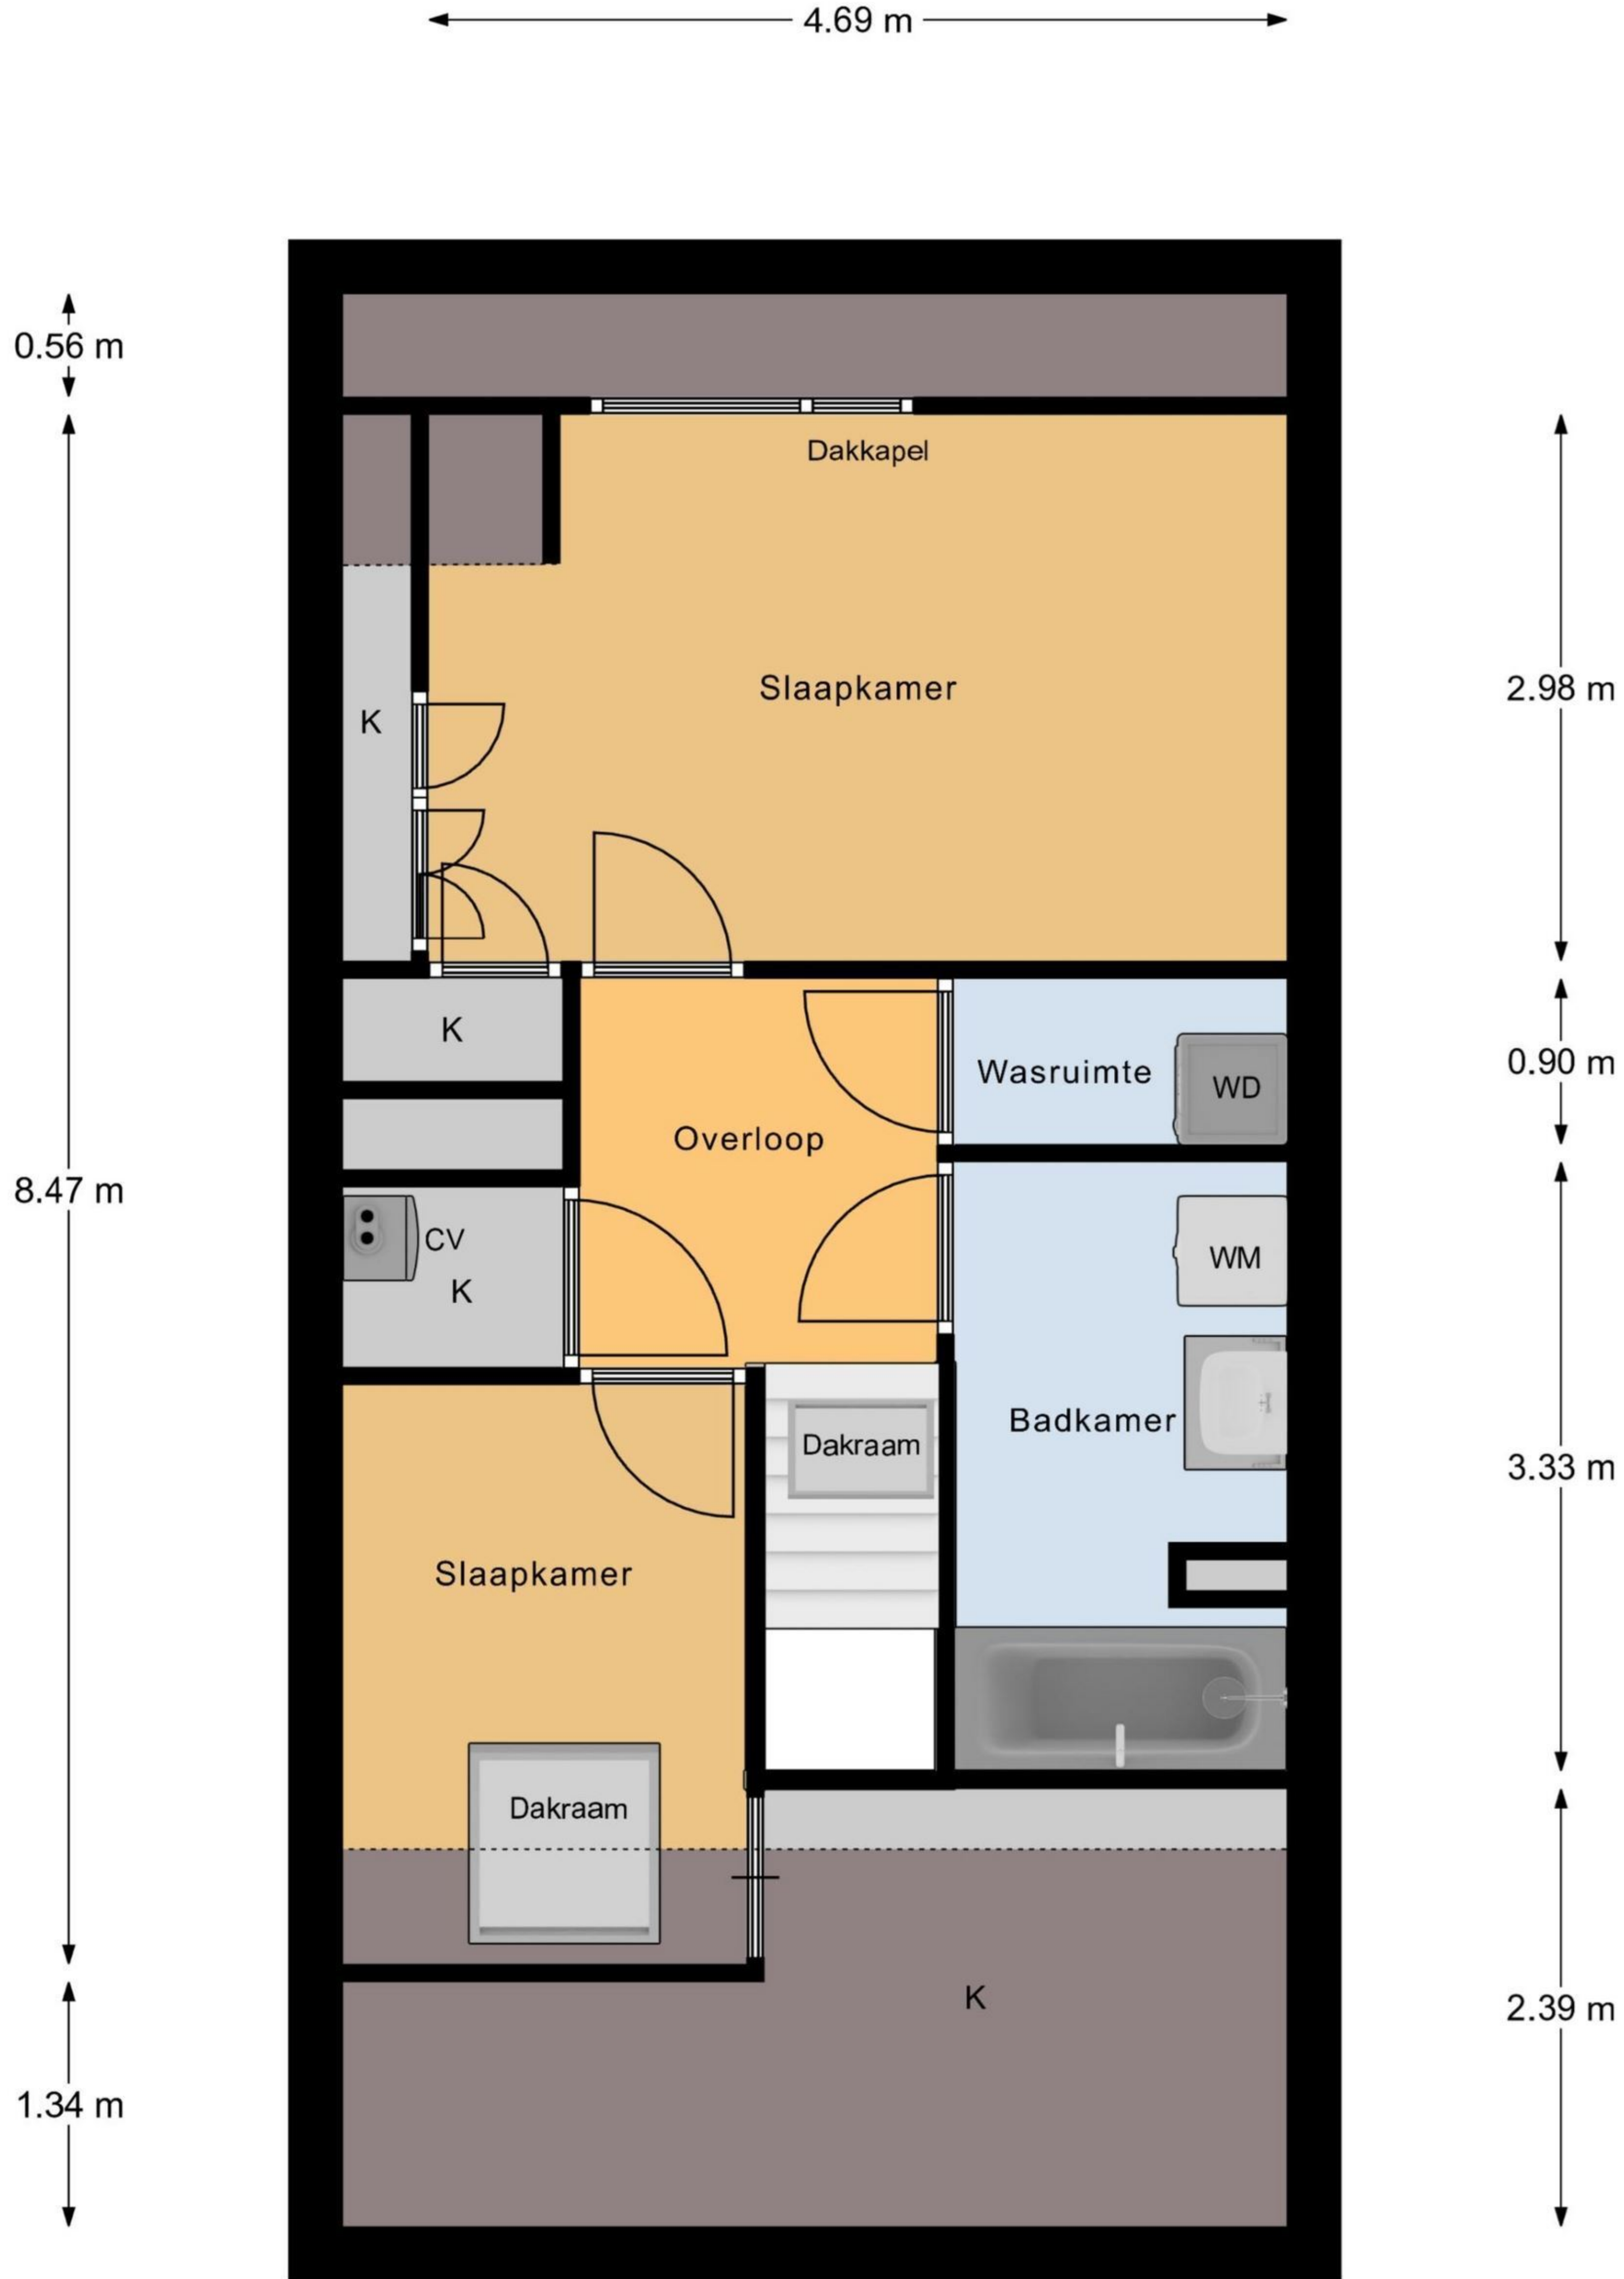 4.69 m
0.56 m
Dakkapel
Slaapkamer
2.98 m
K
K
Wasruimte
WD
0.90 m
Overloop
8.47 m
CV
K
WM
Badkamer
Dakraam
3.33 m
Slaapkamer
Dakraam
K
2.39 m
1.34 m